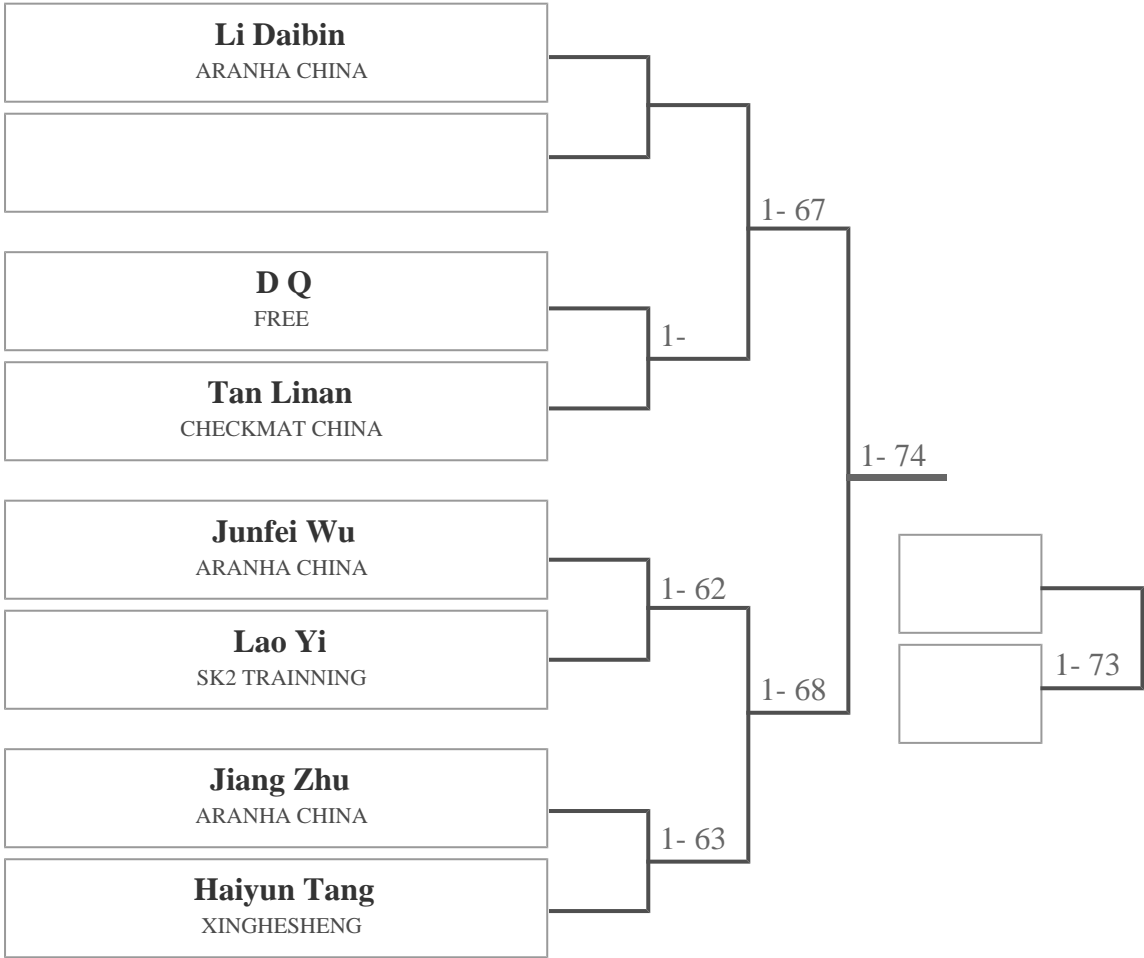 Li Daibin
ARANHA CHINA
1- 67
D Q
FREE
1-
Tan Linan
CHECKMAT CHINA
1- 74
Junfei Wu
ARANHA CHINA
1- 62
Lao Yi
SK2 TRAINNING
1- 68
1- 73
Jiang Zhu
ARANHA CHINA
1- 63
Haiyun Tang
XINGHESHENG